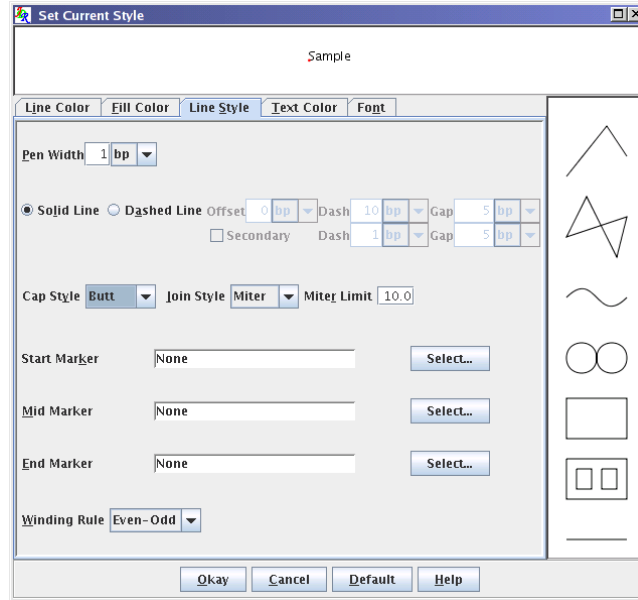 Set Current Style
Sample
Line Color Fill Color Line Style Text Color Font
Pen Width 1 bp
Solid Line Dashed Line Offset 0 bp Dash 10 bp Gap 5 bp
Secondary Dash 1 bp Gap 5 bp
Cap Style Butt Join Style Miter Miter Limit 10.0
Start Marker None Select...
Mid Marker None Select...
End Marker None Select...
Winding Rule Even-Odd
Okay Cancel Default Help